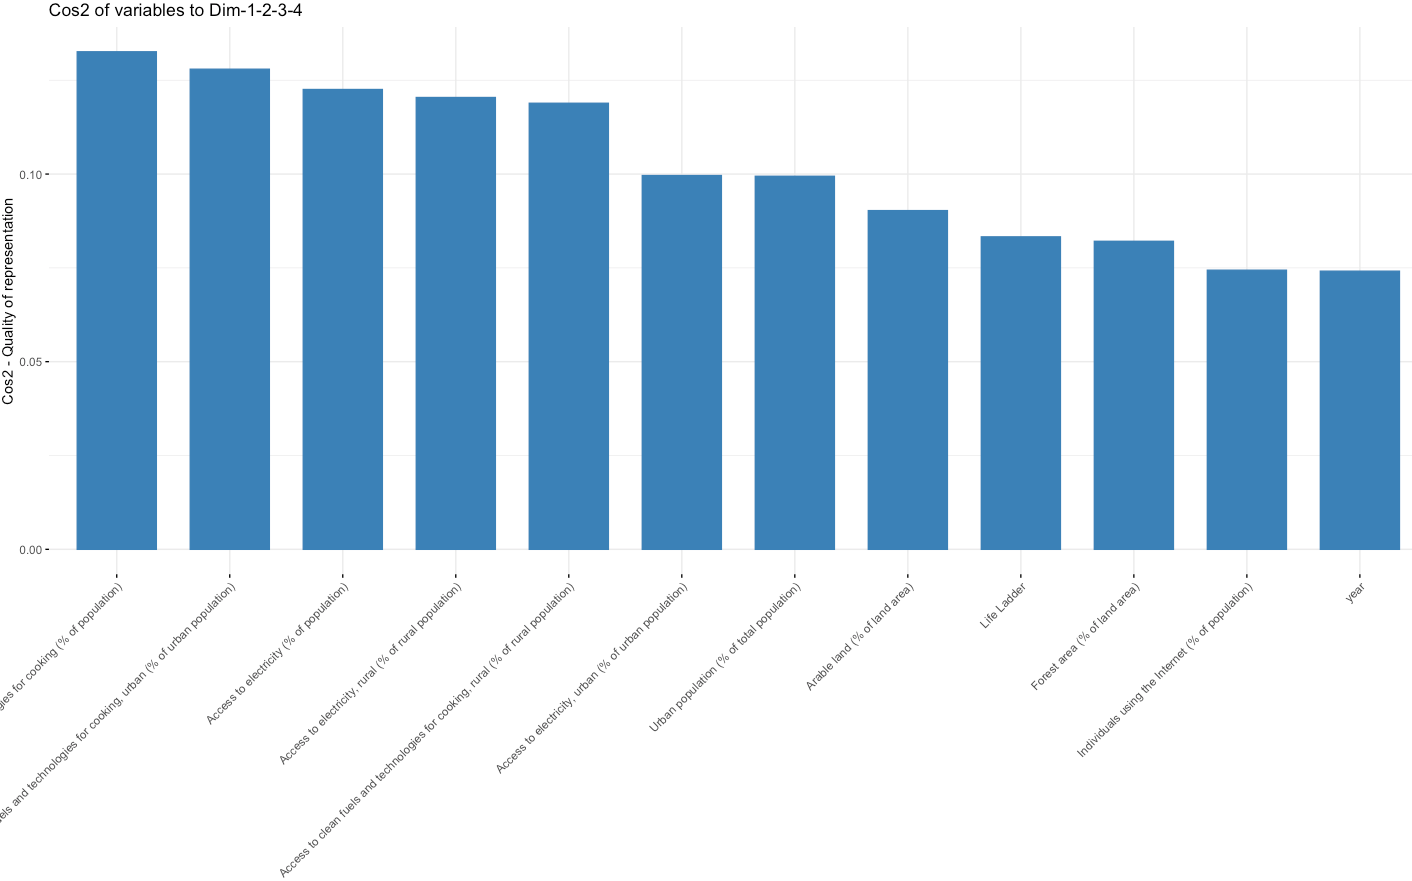 Cos2 of variables to Dim-1-2-3-4
Cos2 - Quality of representation
0.10
0.05
0.00
for cooking (% of population)
and technologies for cooking, urban (% of urban population)
Access to electricity (% of population)
Access to electricity, rural (% of rural population)
Access to clean fuels and technologies for cooking, rural (% of rural population)
Access to electricity, urban (% of urban population)
Urban population (% of total population)
Arable land (% of land area)
Life Ladder
Forest area (% of land area)
Individuals using the Internet (% of population)
year